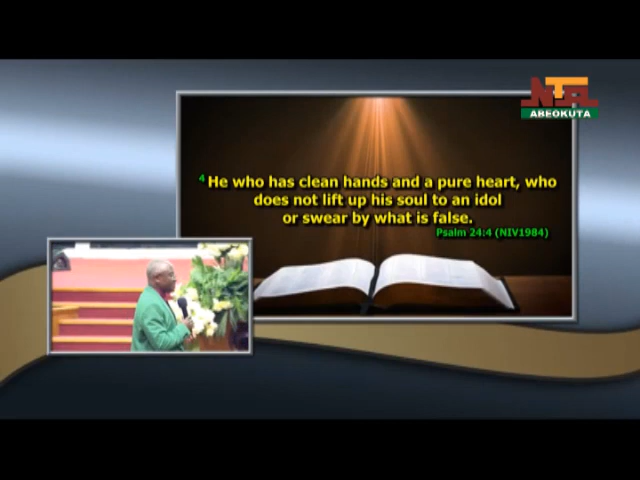 NTA
ABEOKUTA
4 He who has clean hands and a pure heart, who
does not lift up his soul to an idol
or swear by what is false.
Psalm 24:4 (NIV1984)